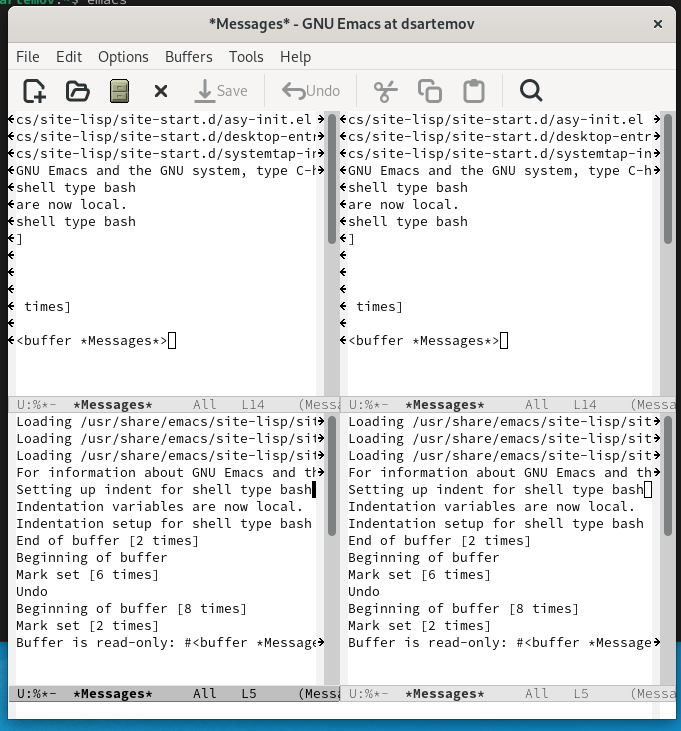 artemov:~$ emacs
*Messages* - GNU Emacs at dsartemov
File Edit Options Buffers Tools Help
Save Undo
cs/site-lisp/site-start.d/asy-init.el
cs/site-lisp/site-start.d/desktop-entr
cs/site-lisp/site-start.d/systemtap-in
GNU Emacs and the GNU system, type C-h
shell type bash
are now local.
shell type bash
]
times]
<buffer *Messages*>
U:%*- *Messages* All L14 (Messa
cs/site-lisp/site-start.d/asy-init.el
cs/site-lisp/site-start.d/desktop-entr
cs/site-lisp/site-start.d/systemtap-in
GNU Emacs and the GNU system, type C-h
shell type bash
are now local.
shell type bash
]
times]
<buffer *Messages*>
U:%*- *Messages* All L14 (Messa
Loading /usr/share/emacs/site-lisp/sit
Loading /usr/share/emacs/site-lisp/sit
Loading /usr/share/emacs/site-lisp/sit
For information about GNU Emacs and th
Setting up indent for shell type bash
Indentation variables are now local.
Indentation setup for shell type bash
End of buffer [2 times]
Beginning of buffer
Mark set [6 times]
Undo
Beginning of buffer [8 times]
Mark set [2 times]
Buffer is read-only: #<buffer *Message
U:%*- *Messages* All L5 (Messa
Loading /usr/share/emacs/site-lisp/sit
Loading /usr/share/emacs/site-lisp/sit
Loading /usr/share/emacs/site-lisp/sit
For information about GNU Emacs and th
Setting up indent for shell type bash
Indentation variables are now local.
Indentation setup for shell type bash
End of buffer [2 times]
Beginning of buffer
Mark set [6 times]
Undo
Beginning of buffer [8 times]
Mark set [2 times]
Buffer is read-only: #<buffer *Message
U:%*- *Messages* All L5 (Messa